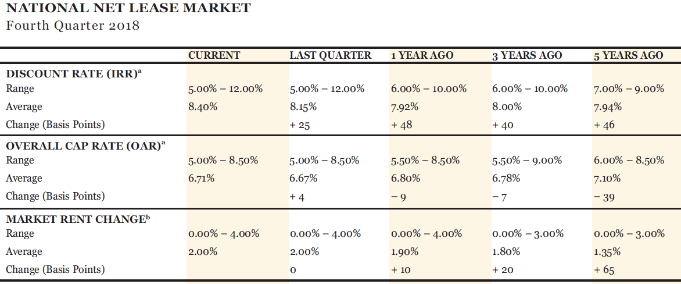 NATIONAL NET LEASE MARKET
Fourth Quarter 2018
CURRENT LAST QUARTER 1 YEAR AGO 3 YEARS AGO 5 YEARS AGO
DISCOUNT RATE (IRR)ᵃ
Range 5.00% – 12.00% 5.00% – 12.00% 6.00% – 10.00% 6.00% – 10.00% 7.00% – 9.00%
Average 8.40% 8.15% 7.92% 8.00% 7.94%
Change (Basis Points) + 25 + 48 + 40 + 46
OVERALL CAP RATE (OAR)ᵃ
Range 5.00% – 8.50% 5.00% – 8.50% 5.50% – 8.50% 5.50% – 9.00% 6.00% – 8.50%
Average 6.71% 6.67% 6.80% 6.78% 7.10%
Change (Basis Points) + 4 – 9 – 7 – 39
MARKET RENT CHANGEᵇ
Range 0.00% – 4.00% 0.00% – 4.00% 0.00% – 4.00% 0.00% – 3.00% 0.00% – 3.00%
Average 2.00% 2.00% 1.90% 1.80% 1.35%
Change (Basis Points) 0 + 10 + 20 + 65